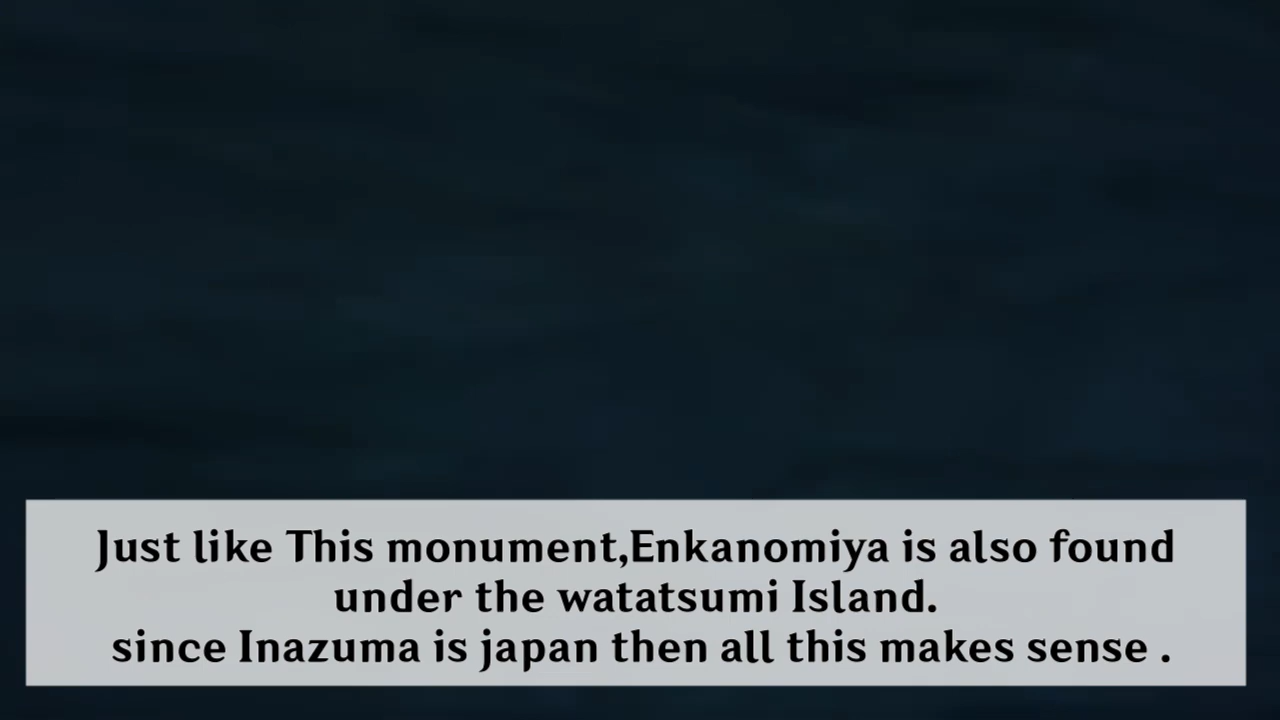 Just like This monument,Enkanomiya is also found
under the watatsumi Island.
since Inazuma is japan then all this makes sense .